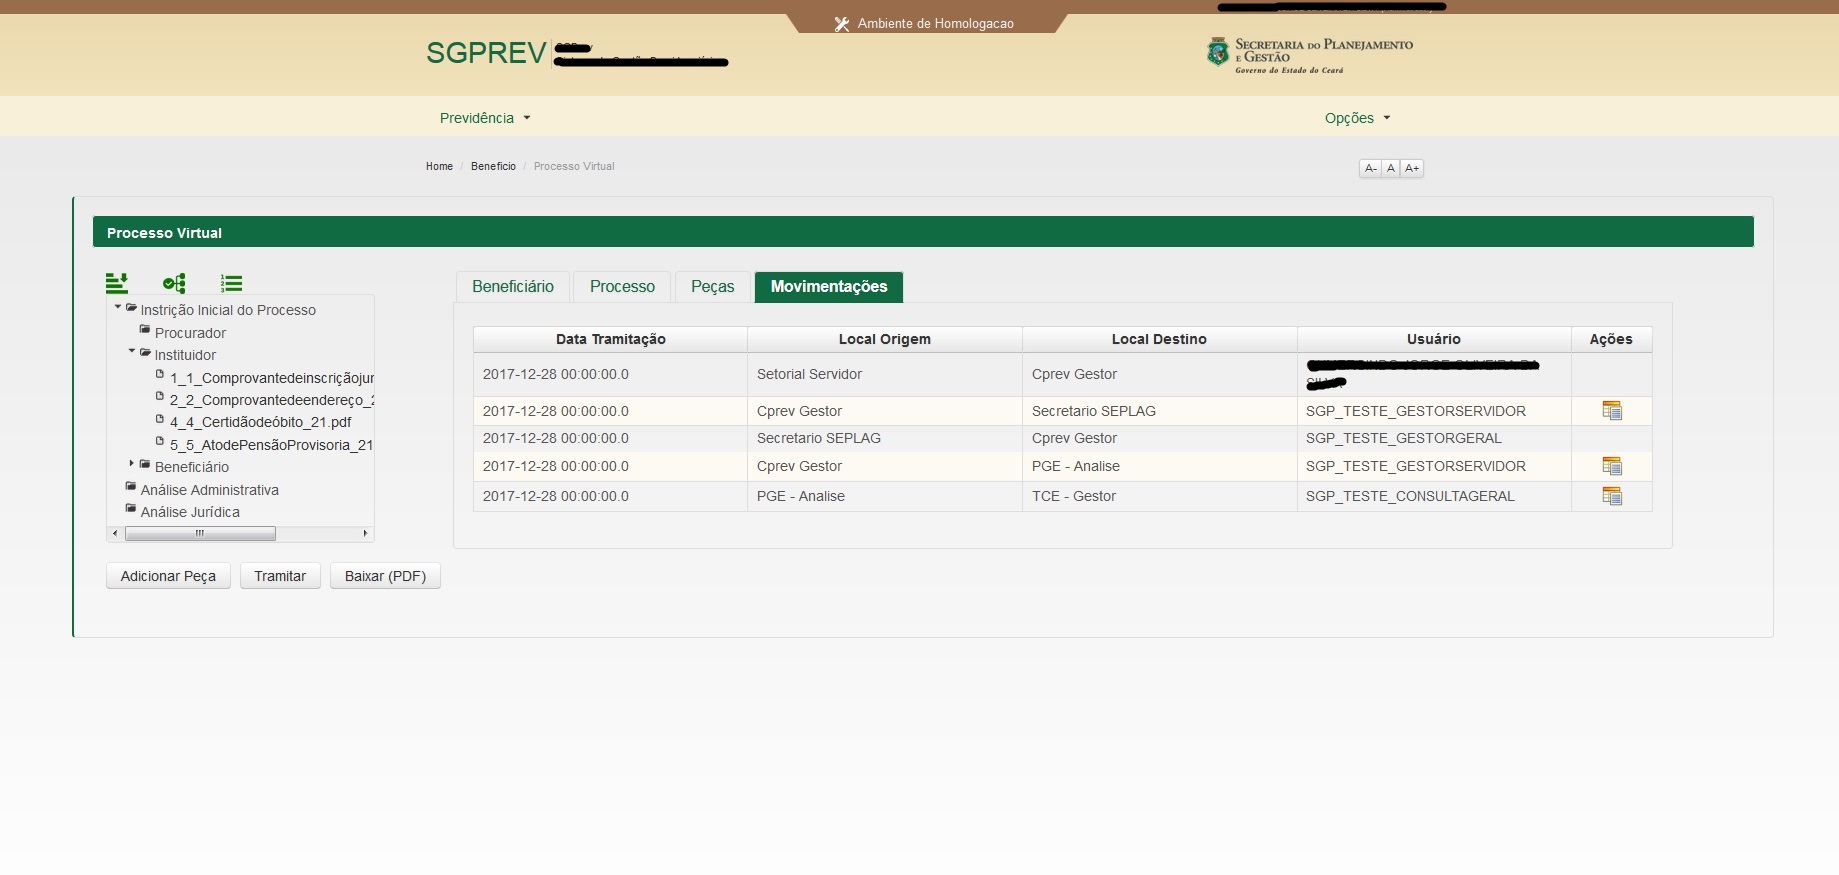 Ambiente de Homologacao
SGPREV
SECRETARIA DO PLANEJAMENTO
E GESTÃO
Governo do Estado do Ceará
Previdência
Opções
Home / Benefício / Processo Virtual
A- A A+
Processo Virtual
Instrição Inicial do Processo
Procurador
Instituidor
1_1_Comprovantedeinscriçãojur
2_2_Comprovantedeendereço_2
4_4_Certidãodeóbito_21.pdf
5_5_AtodePensãoProvisoria_21
Beneficiário
Análise Administrativa
Análise Jurídica
Adicionar Peça Tramitar Baixar (PDF)
Beneficiário Processo Peças Movimentações
Data Tramitação Local Origem Local Destino Usuário Ações
2017-12-28 00:00:00.0 Setorial Servidor Cprev Gestor
2017-12-28 00:00:00.0 Cprev Gestor Secretario SEPLAG SGP_TESTE_GESTORSERVIDOR
2017-12-28 00:00:00.0 Secretario SEPLAG Cprev Gestor SGP_TESTE_GESTORGERAL
2017-12-28 00:00:00.0 Cprev Gestor PGE - Analise SGP_TESTE_GESTORSERVIDOR
2017-12-28 00:00:00.0 PGE - Analise TCE - Gestor SGP_TESTE_CONSULTAGERAL